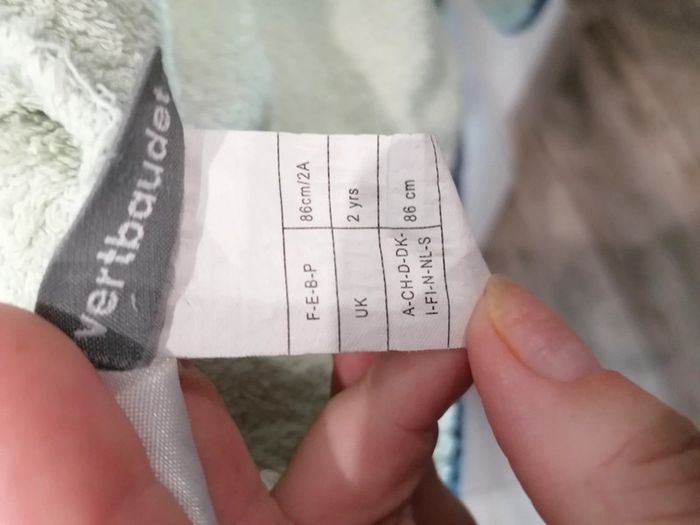 vertbaudet
F-E-B-P 86cm/2A
UK 2 yrs
A-CH-D-DK- 86 cm
I-FI-N-NL-S